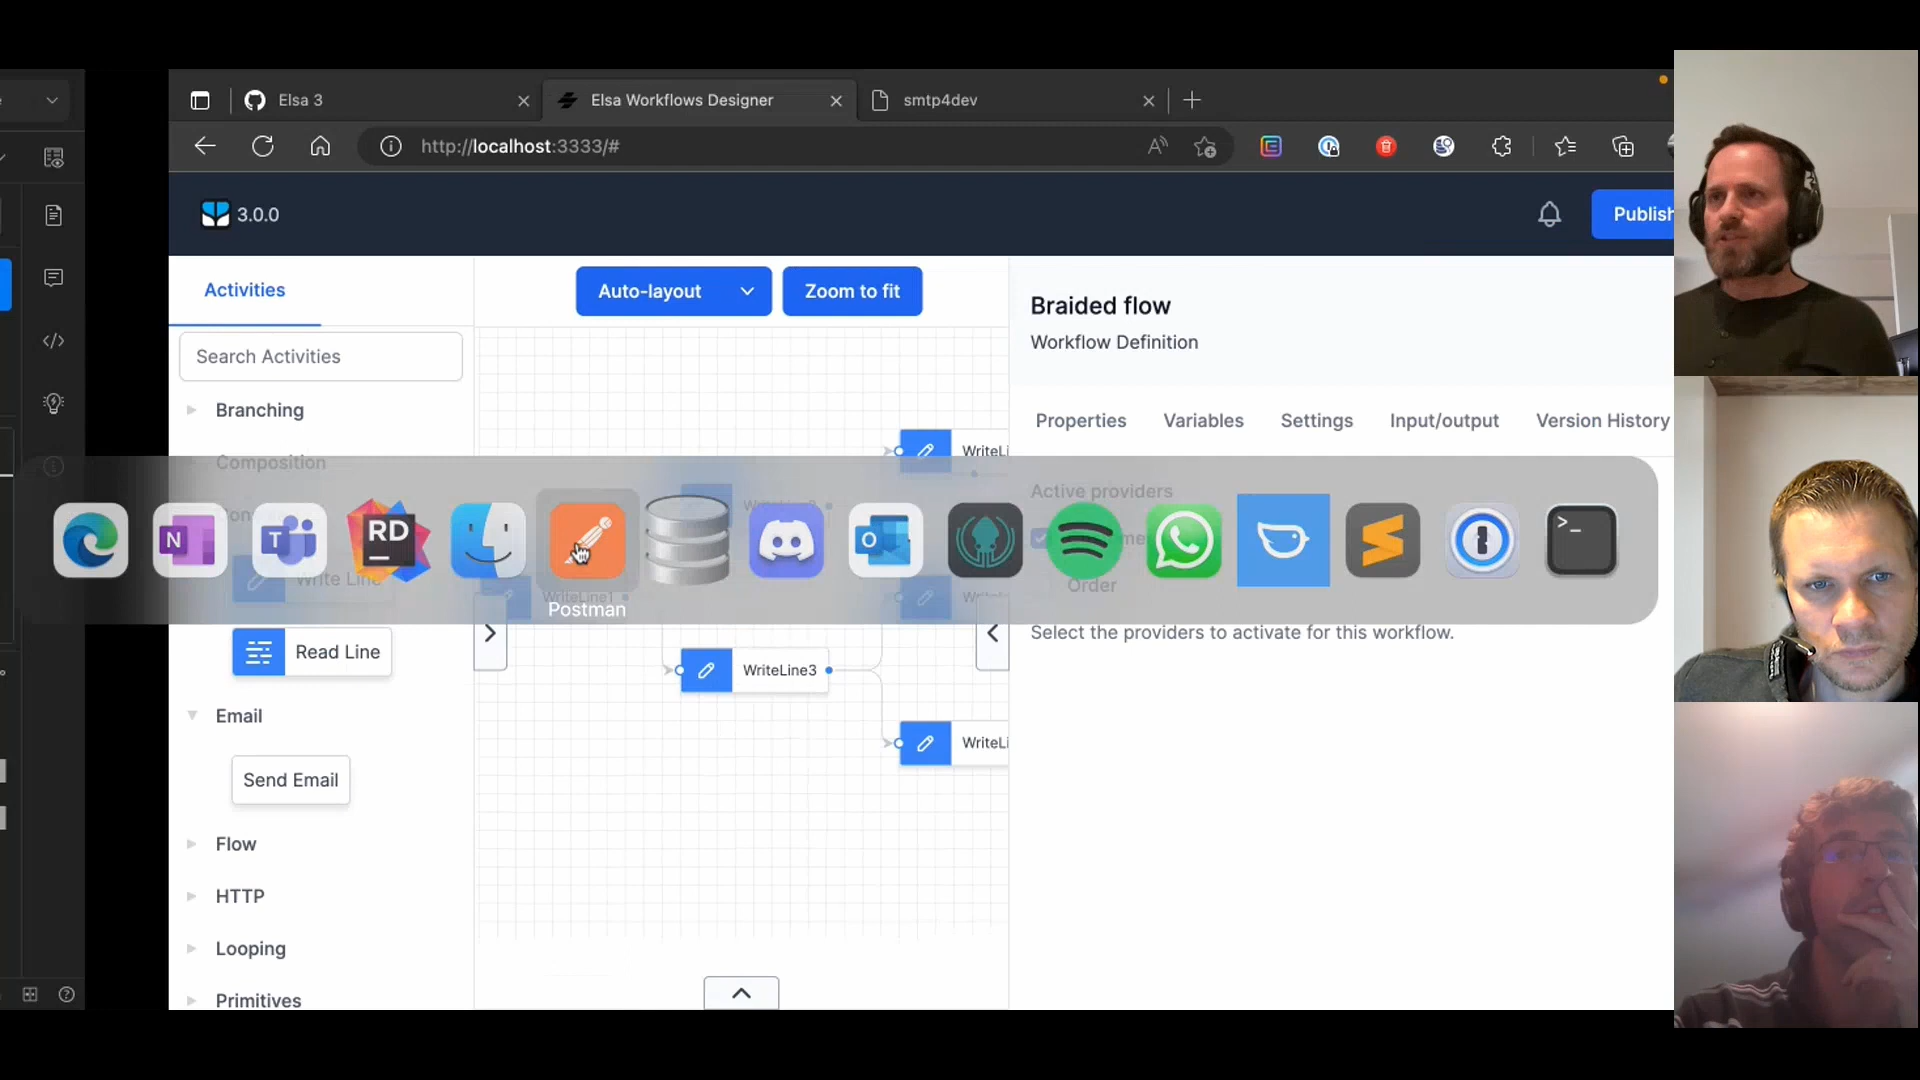 Elsa 3
Elsa Workflows Designer
smtp4dev
http://localhost:3333/#
3.0.0
Publish
Activities
Auto-layout
Zoom to fit
Braided flow
Workflow Definition
Search Activities
Properties
Variables
Settings
Input/output
Version History
Branching
WriteLi
Composition
Active providers
N
T
RD
O
>_
Write Line
WriteLine1
Order
Postman
Select the providers to activate for this workflow.
Read Line
WriteLine3
Email
WriteLi
Send Email
Flow
HTTP
Looping
Primitives